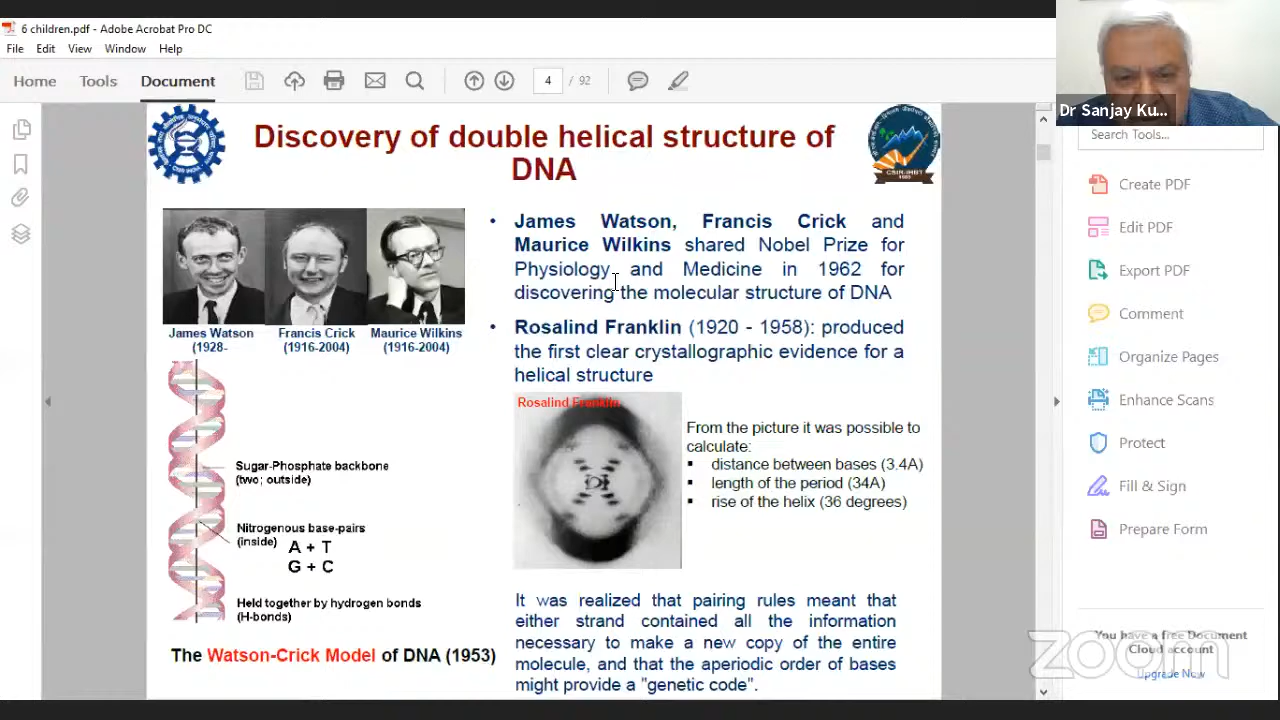 6 children.pdf - Adobe Acrobat Pro DC
File Edit View Window Help
Home Tools Document 4 / 92
Dr Sanjay Ku...
Search Tools...
Create PDF
Edit PDF
Export PDF
Comment
Organize Pages
Enhance Scans
Protect
Fill & Sign
Prepare Form
You have a free Document
Cloud account
Upgrade Now
zoom
Discovery of double helical structure of
DNA
CSIR-IHBT
James Watson
(1928-
Francis Crick
(1916-2004)
Maurice Wilkins
(1916-2004)
• James Watson, Francis Crick and
Maurice Wilkins shared Nobel Prize for
Physiology and Medicine in 1962 for
discovering the molecular structure of DNA
• Rosalind Franklin (1920 - 1958): produced
the first clear crystallographic evidence for a
helical structure
Sugar-Phosphate backbone
(two; outside)
Nitrogenous base-pairs
(inside)
A + T
G + C
Held together by hydrogen bonds
(H-bonds)
The Watson-Crick Model of DNA (1953)
Rosalind Franklin
From the picture it was possible to
calculate:
▪ distance between bases (3.4A)
▪ length of the period (34A)
▪ rise of the helix (36 degrees)
It was realized that pairing rules meant that
either strand contained all the information
necessary to make a new copy of the entire
molecule, and that the aperiodic order of bases
might provide a "genetic code".